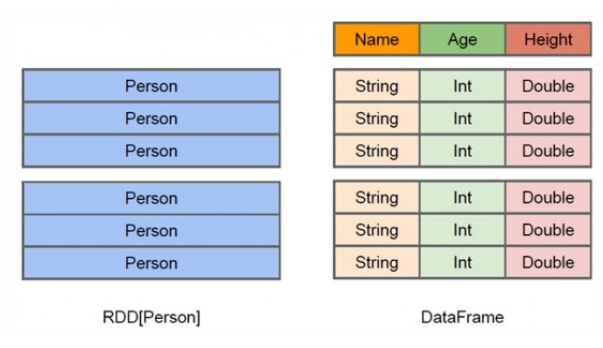 Name Age Height
Person String Int Double
Person String Int Double
Person String Int Double
Person String Int Double
Person String Int Double
Person String Int Double
RDD[Person] DataFrame